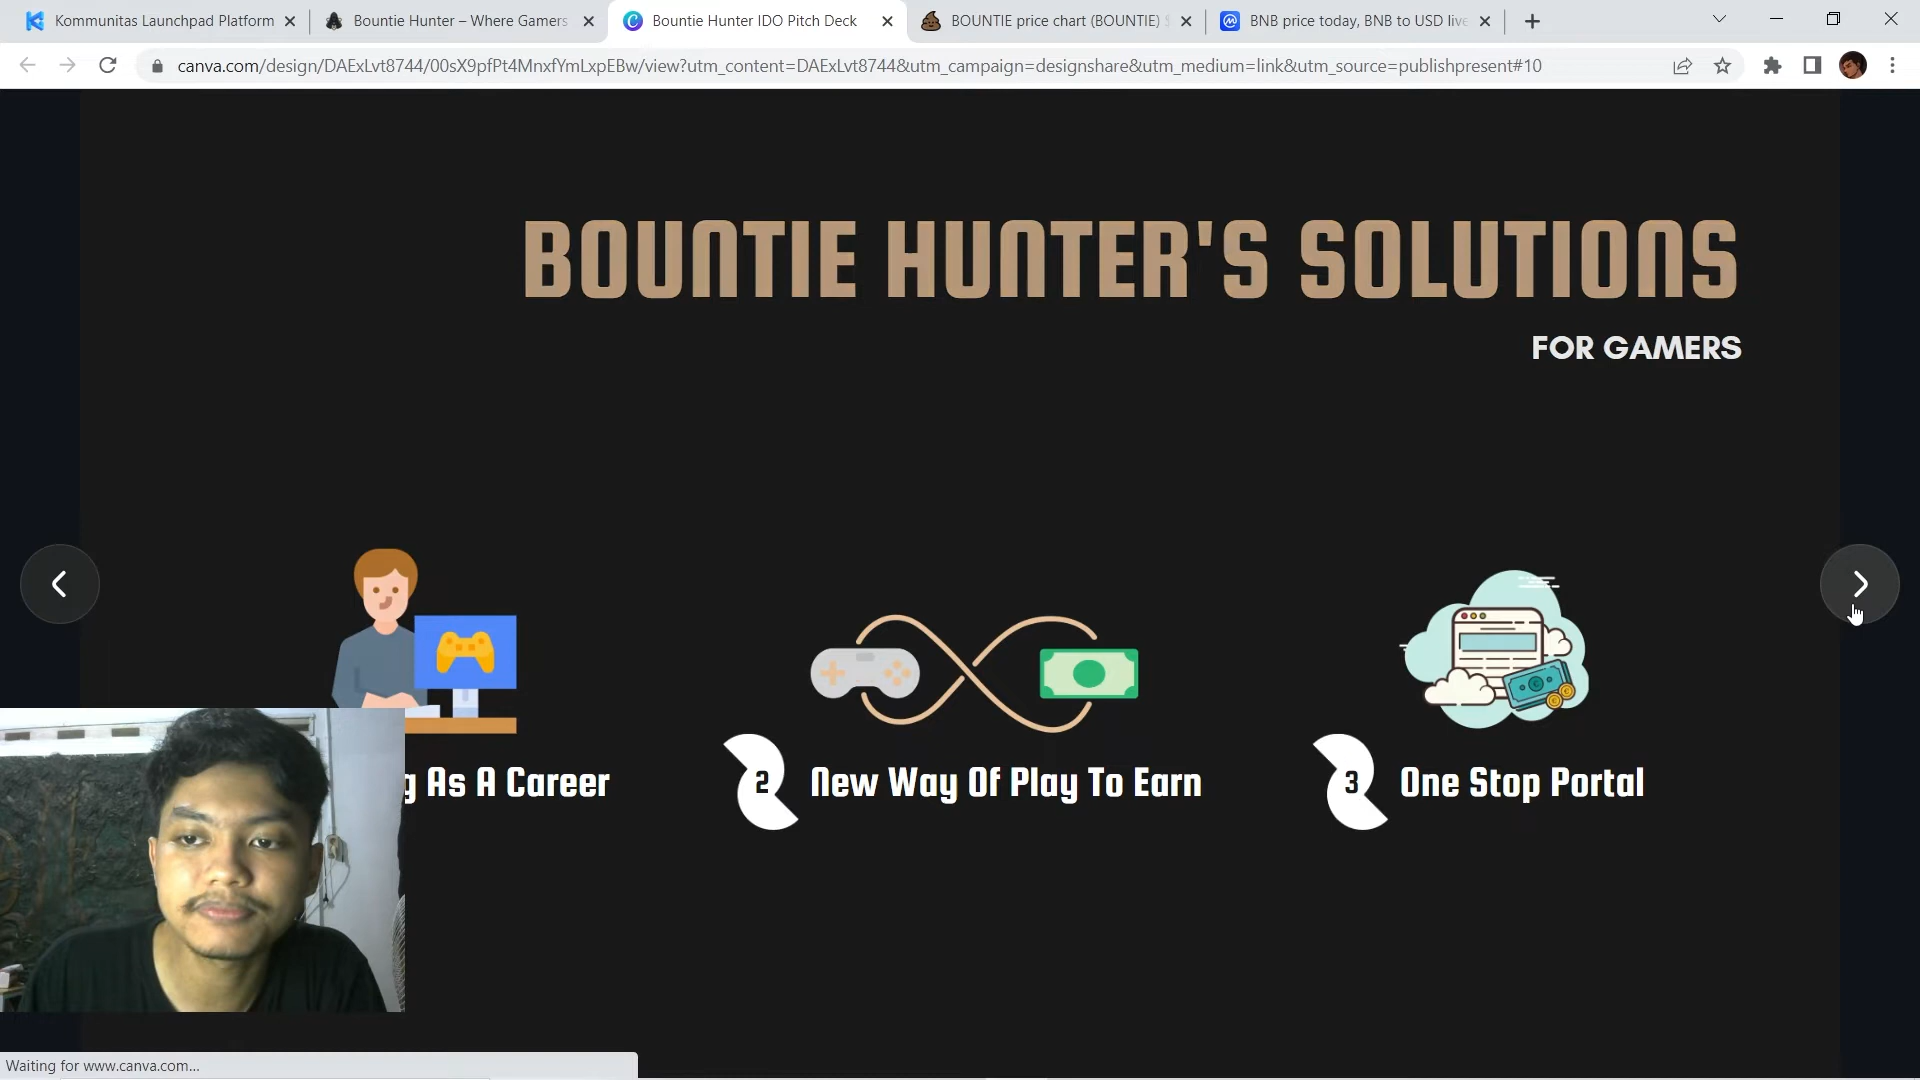 Kommunitas Launchpad Platform
Bountie Hunter – Where Gamers
Bountie Hunter IDO Pitch Deck
BOUNTIE price chart (BOUNTIE)
BNB price today, BNB to USD live
canva.com/design/DAExLvt8744/00sX9pfPt4MnxfYmLxpEBw/view?utm_content=DAExLvt8744&utm_campaign=designshare&utm_medium=link&utm_source=publishpresent#10
BOUNTIE HUNTER'S SOLUTIONS
FOR GAMERS
g As A Career
2 New Way Of Play To Earn
3 One Stop Portal
Waiting for www.canva.com...